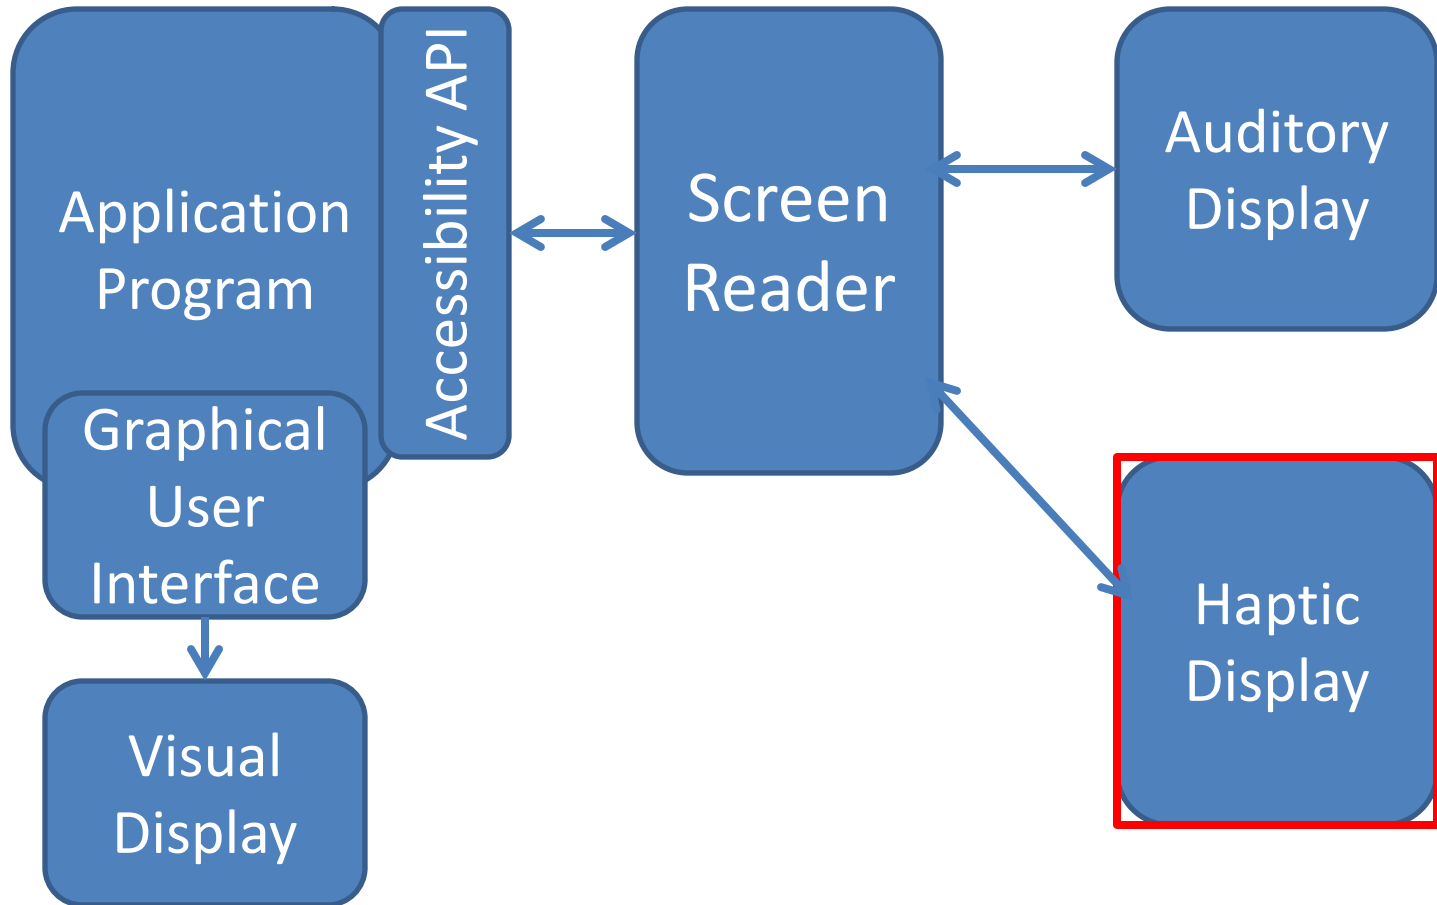 Application
Program
Accessibility API
Graphical
User
Interface
Visual
Display
Screen
Reader
Auditory
Display
Haptic
Display